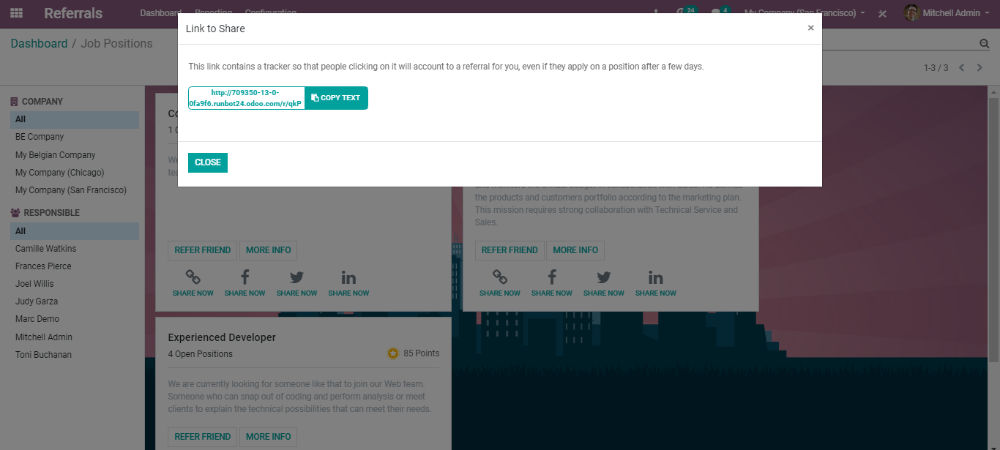 Referrals
Dashboard Reporting Configuration
24
4
My Company (San Francisco)
Mitchell Admin
Link to Share
×
Dashboard / Job Positions
This link contains a tracker so that people clicking on it will account to a referral for you, even if they apply on a position after a few days.
1-3 / 3
http://709350-13-0-
0fa9f6.runbot24.odoo.com/r/qkP
COPY TEXT
CLOSE
COMPANY
All
BE Company
My Belgian Company
My Company (Chicago)
My Company (San Francisco)
RESPONSIBLE
All
Camille Watkins
Frances Pierce
Joel Willis
Judy Garza
Marc Demo
Mitchell Admin
Toni Buchanan
REFER FRIEND MORE INFO
SHARE NOW SHARE NOW SHARE NOW SHARE NOW
the products and customers portfolio according to the marketing plan.
This mission requires strong collaboration with Technical Service and
Sales.
REFER FRIEND MORE INFO
SHARE NOW SHARE NOW SHARE NOW SHARE NOW
Experienced Developer
4 Open Positions
85 Points
We are currently looking for someone like that to join our Web team.
Someone who can snap out of coding and perform analysis or meet
clients to explain the technical possibilities that can meet their needs.
REFER FRIEND MORE INFO